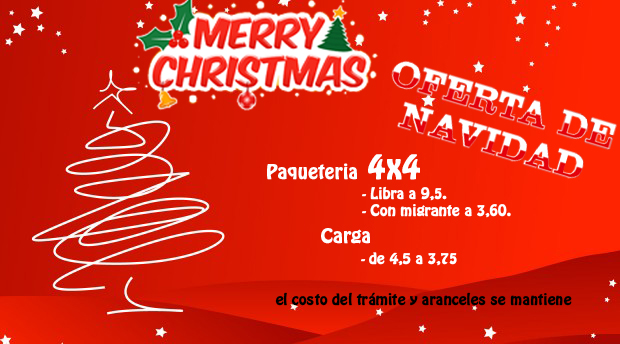 MERRY
CHRISTMAS
OFERTA DE
NAVIDAD
Paqueteria 4x4
- Libra a 9,5.
- Con migrante a 3,60.
Carga
- de 4,5 a 3,75
el costo del trámite y aranceles se mantiene